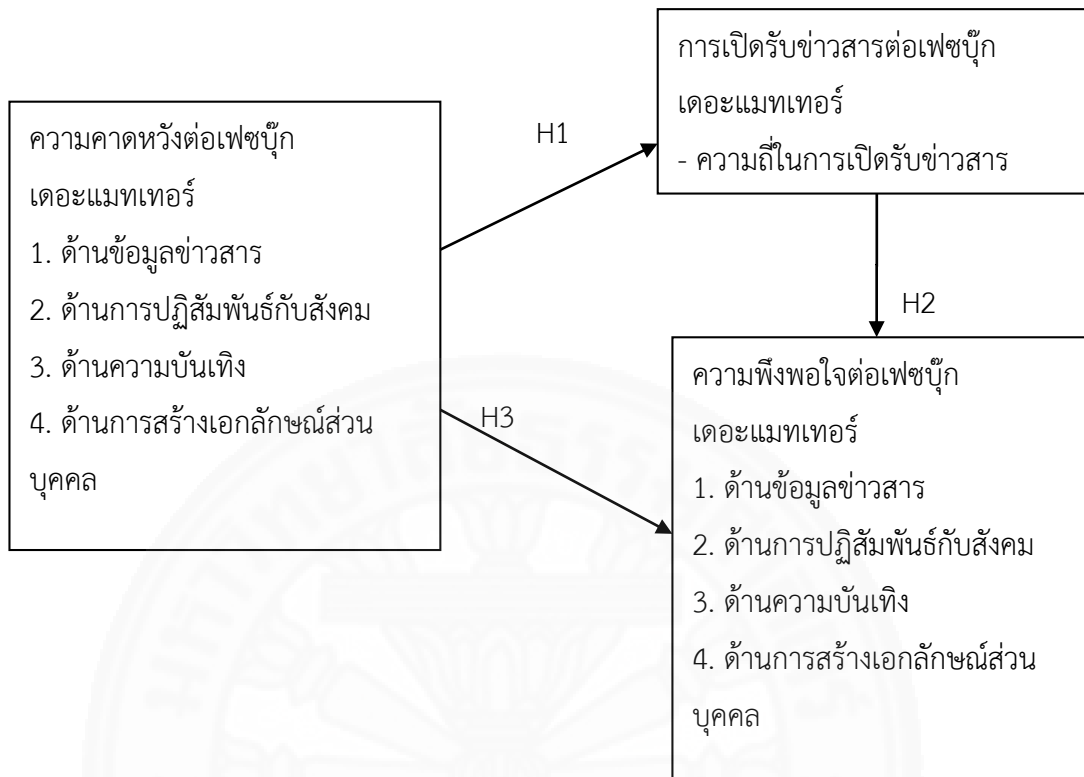 การเปิดรับข่าวสารต่อเฟซบุ๊ก
เดอะแมทเทอร์
- ความถี่ในการเปิดรับข่าวสาร
ความคาดหวังต่อเฟซบุ๊ก
เดอะแมทเทอร์
1. ด้านข้อมูลข่าวสาร
2. ด้านการปฏิสัมพันธ์กับสังคม
3. ด้านความบันเทิง
4. ด้านการสร้างเอกลักษณ์ส่วน
บุคคล
H1
H2
H3
ความพึงพอใจต่อเฟซบุ๊ก
เดอะแมทเทอร์
1. ด้านข้อมูลข่าวสาร
2. ด้านการปฏิสัมพันธ์กับสังคม
3. ด้านความบันเทิง
4. ด้านการสร้างเอกลักษณ์ส่วน
บุคคล